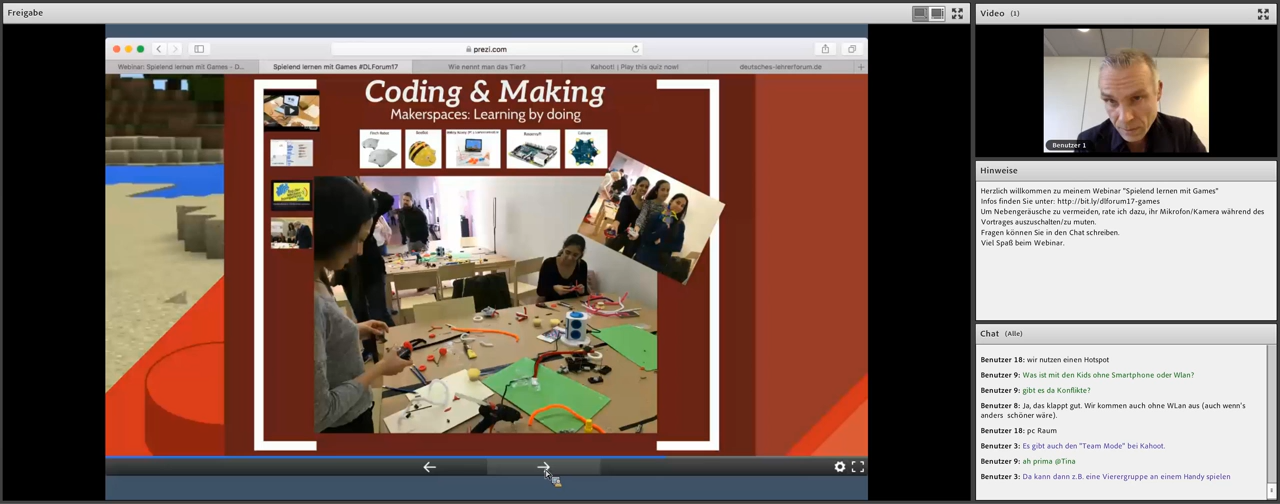 Freigabe
prezi.com
Webinar: Spielend lernen mit Games - D...
Spielend lernen mit Games #DLForum17
Wie nennt man das Tier?
Kahoot! | Play this quiz now!
deutsches-lehrerforum.de
Coding & Making
Makerspaces: Learning by doing
Video (1)
Benutzer 1
Hinweise
Herzlich willkommen zu meinem Webinar "Spielend lernen mit Games"
Infos finden Sie unter: http://bit.ly/dlforum17-games
Um Nebengeräusche zu vermeiden, rate ich dazu, ihr Mikrofon/Kamera während des
Vortrages auszuschalten/zu muten.
Fragen können Sie in den Chat schreiben.
Viel Spaß beim Webinar.
Chat (Alle)
Benutzer 18: wir nutzen einen Hotspot
Benutzer 9: Was ist mit den Kids ohne Smartphone oder Wlan?
Benutzer 9: gibt es da Konflikte?
Benutzer 8: Ja, das klappt gut. Wir kommen auch ohne WLan aus (auch wenn's
anders schöner wäre).
Benutzer 18: pc Raum
Benutzer 3: Es gibt auch den "Team Mode" bei Kahoot.
Benutzer 9: ah prima @Tina
Benutzer 3: Da kann dann z.B. eine Vierergruppe an einem Handy spielen